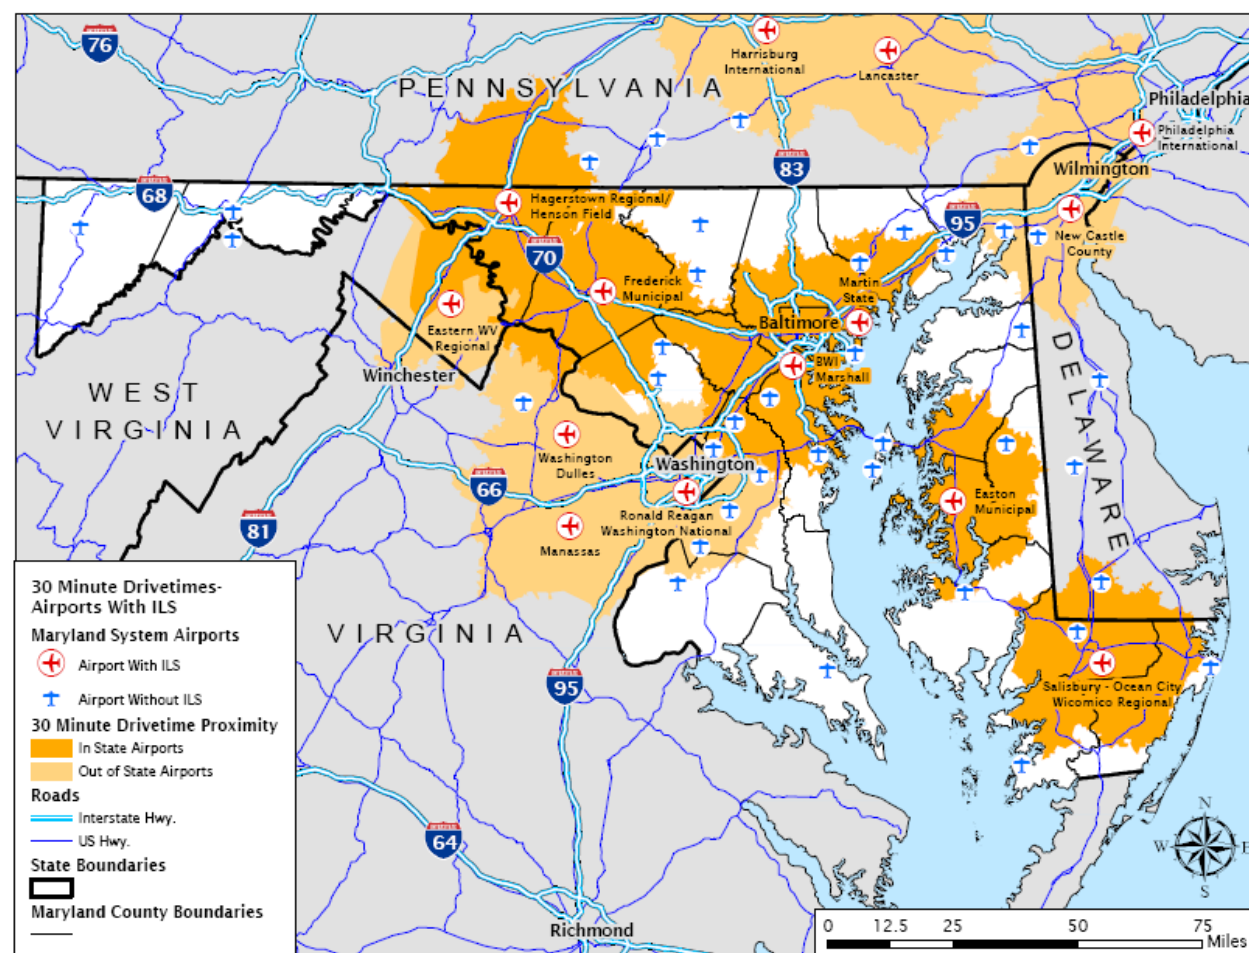 76
Harrisburg
International
Lancaster
PENNSYLVANIA
Philadelphia
Philadelphia
International
83
Wilmington
68
Hagerstown Regional/
Henson Field
95
New Castle
County
70
Frederick
Municipal
Martin
State
Baltimore
Eastern WV
Regional
BWI
Marshall
Winchester
DELAWARE
WEST
VIRGINIA
Washington
Dulles
Washington
66
Easton
Municipal
Ronald Reagan
Washington National
81
Manassas
VIRGINIA
95
Salisbury - Ocean City
Wicomico Regional
64
Richmond
30 Minute Drivetimes-
Airports With ILS
Maryland System Airports
Airport With ILS
Airport Without ILS
30 Minute Drivetime Proximity
In State Airports
Out of State Airports
Roads
Interstate Hwy.
US Hwy.
State Boundaries
Maryland County Boundaries
N
W
E
S
0 12.5 25 50 75
Miles